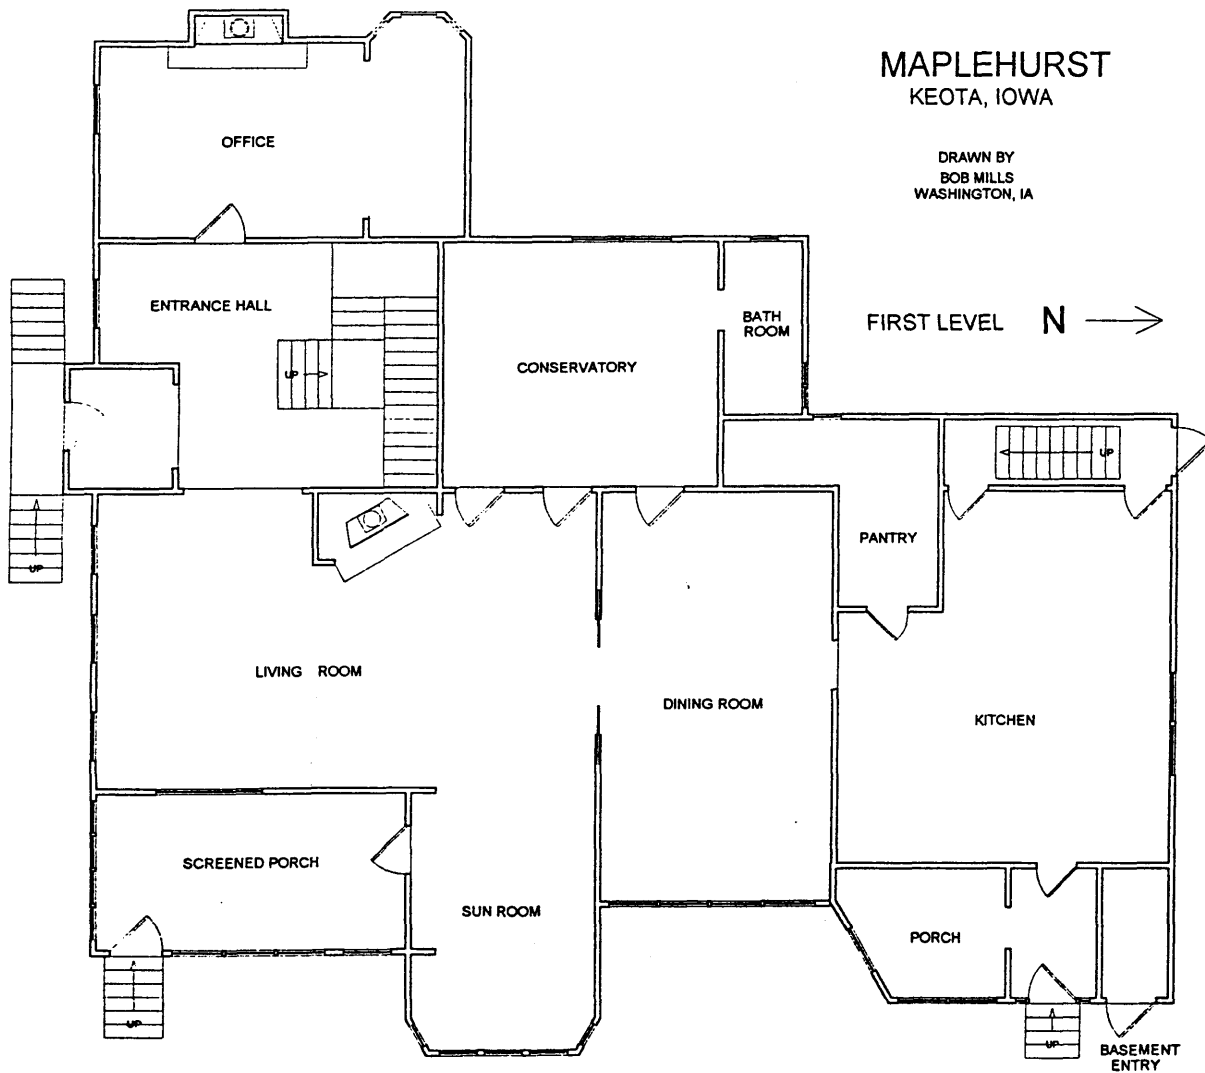 MAPLEHURST
KEOTA, IOWA
DRAWN BY
BOB MILLS
WASHINGTON, IA
OFFICE
ENTRANCE HALL
UP
CONSERVATORY
BATH
ROOM
FIRST LEVEL N
UP
UP
PANTRY
LIVING ROOM
DINING ROOM
KITCHEN
SCREENED PORCH
SUN ROOM
PORCH
UP
UP
BASEMENT
ENTRY